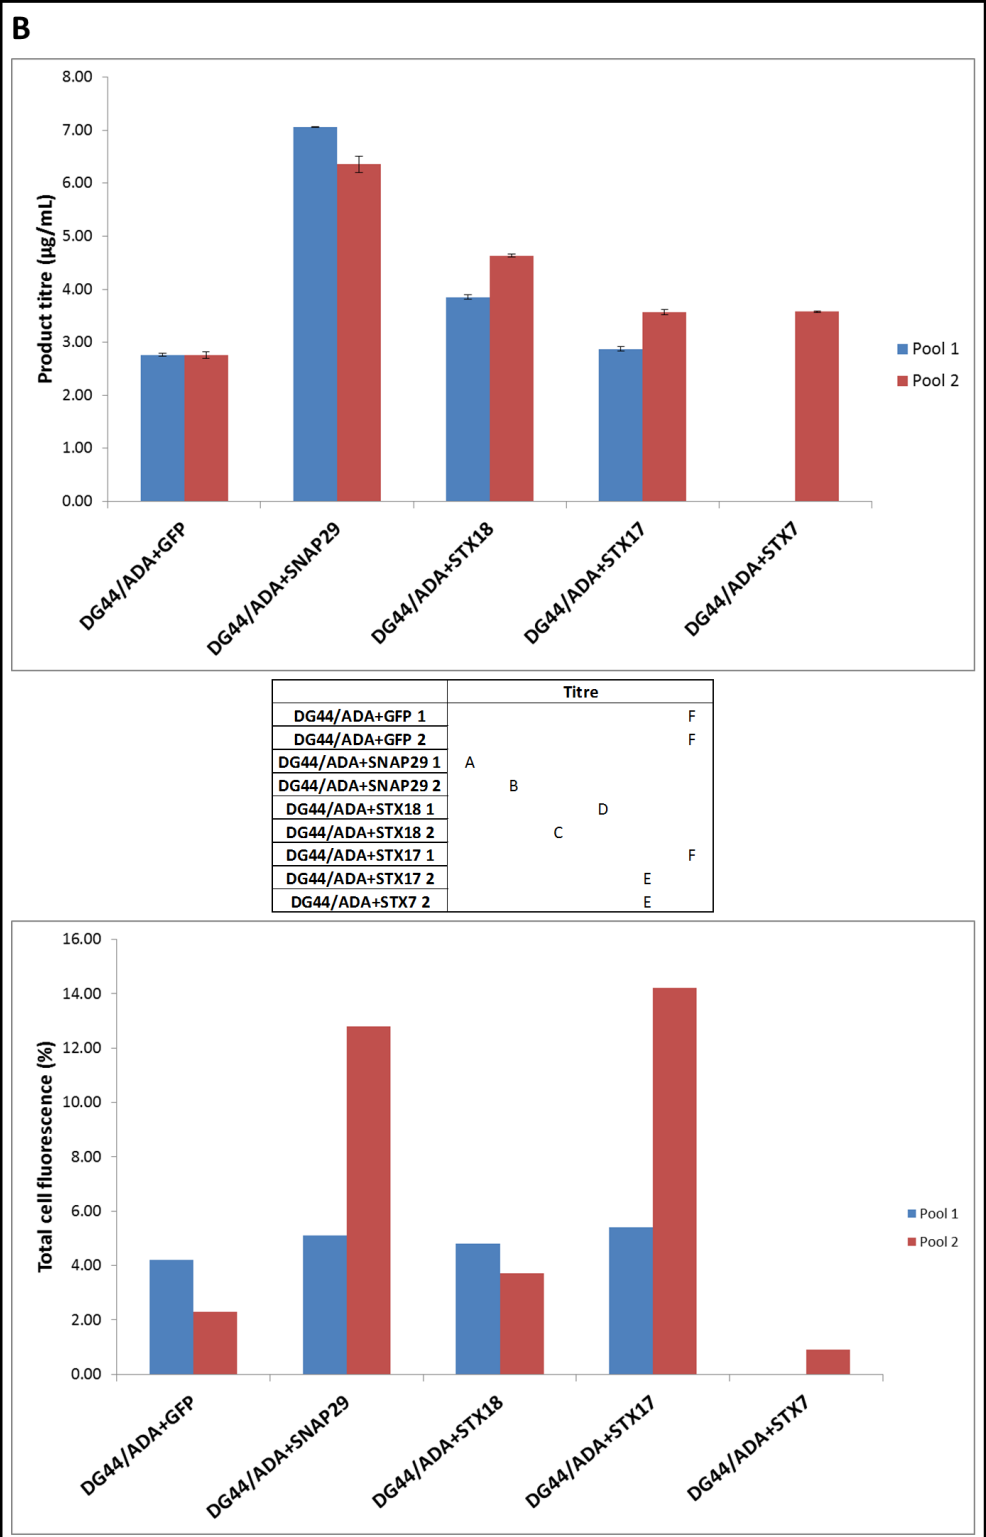 B
8.00
7.00
6.00
5.00
4.00
3.00
2.00
1.00
0.00
Product titre (µg/mL)
Pool 1
Pool 2
DG44/ADA+GFP
DG44/ADA+SNAP29
DG44/ADA+STX18
DG44/ADA+STX17
DG44/ADA+STX7
Titre
DG44/ADA+GFP 1 F
DG44/ADA+GFP 2 F
DG44/ADA+SNAP29 1 A
DG44/ADA+SNAP29 2 B
DG44/ADA+STX18 1 D
DG44/ADA+STX18 2 C
DG44/ADA+STX17 1 F
DG44/ADA+STX17 2 E
DG44/ADA+STX7 2 E
16.00
14.00
12.00
10.00
8.00
6.00
4.00
2.00
0.00
Total cell fluorescence (%)
Pool 1
Pool 2
DG44/ADA+GFP
DG44/ADA+SNAP29
DG44/ADA+STX18
DG44/ADA+STX17
DG44/ADA+STX7